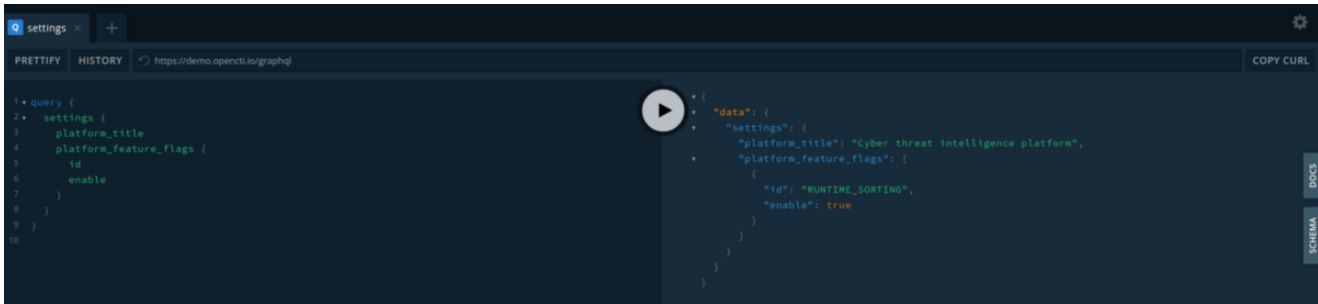 Q settings × +
PRETTIFY HISTORY https://demo.opencti.io/graphql COPY CURL
1 query {
2 settings {
3 platform_title
4 platform_feature_flags {
5 id
6 enable
7 }
8 }
9 }
10
{
"data": {
"settings": {
"platform_title": "Cyber threat intelligence platform",
"platform_feature_flags": [
{
"id": "RUNTIME_SORTING",
"enable": true
}
]
}
}
}
DOCS
SCHEMA